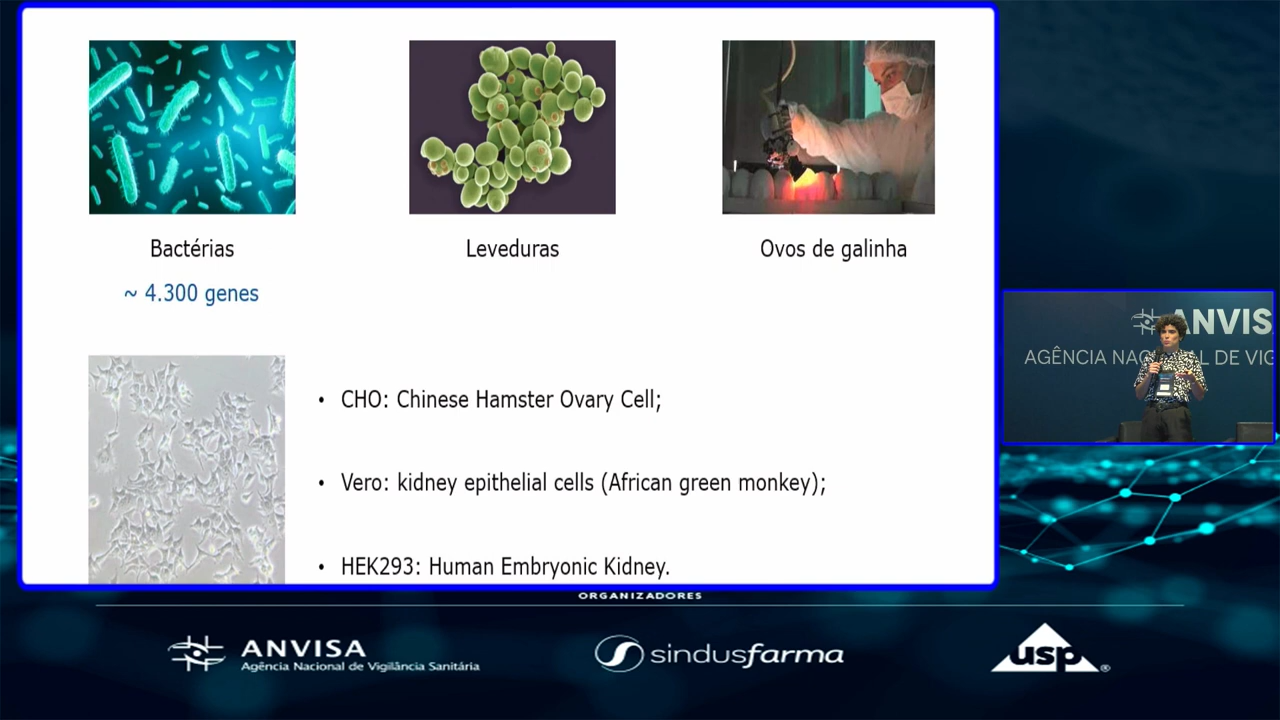 Bactérias
Leveduras
Ovos de galinha
~ 4.300 genes
• CHO: Chinese Hamster Ovary Cell;
• Vero: kidney epithelial cells (African green monkey);
• HEK293: Human Embryonic Kidney.
ANVIS
AGÊNCIA NAC L DE VIG
ORGANIZADORES
ANVISA
Agência Nacional de Vigilância Sanitária
sindusfarma
usp®